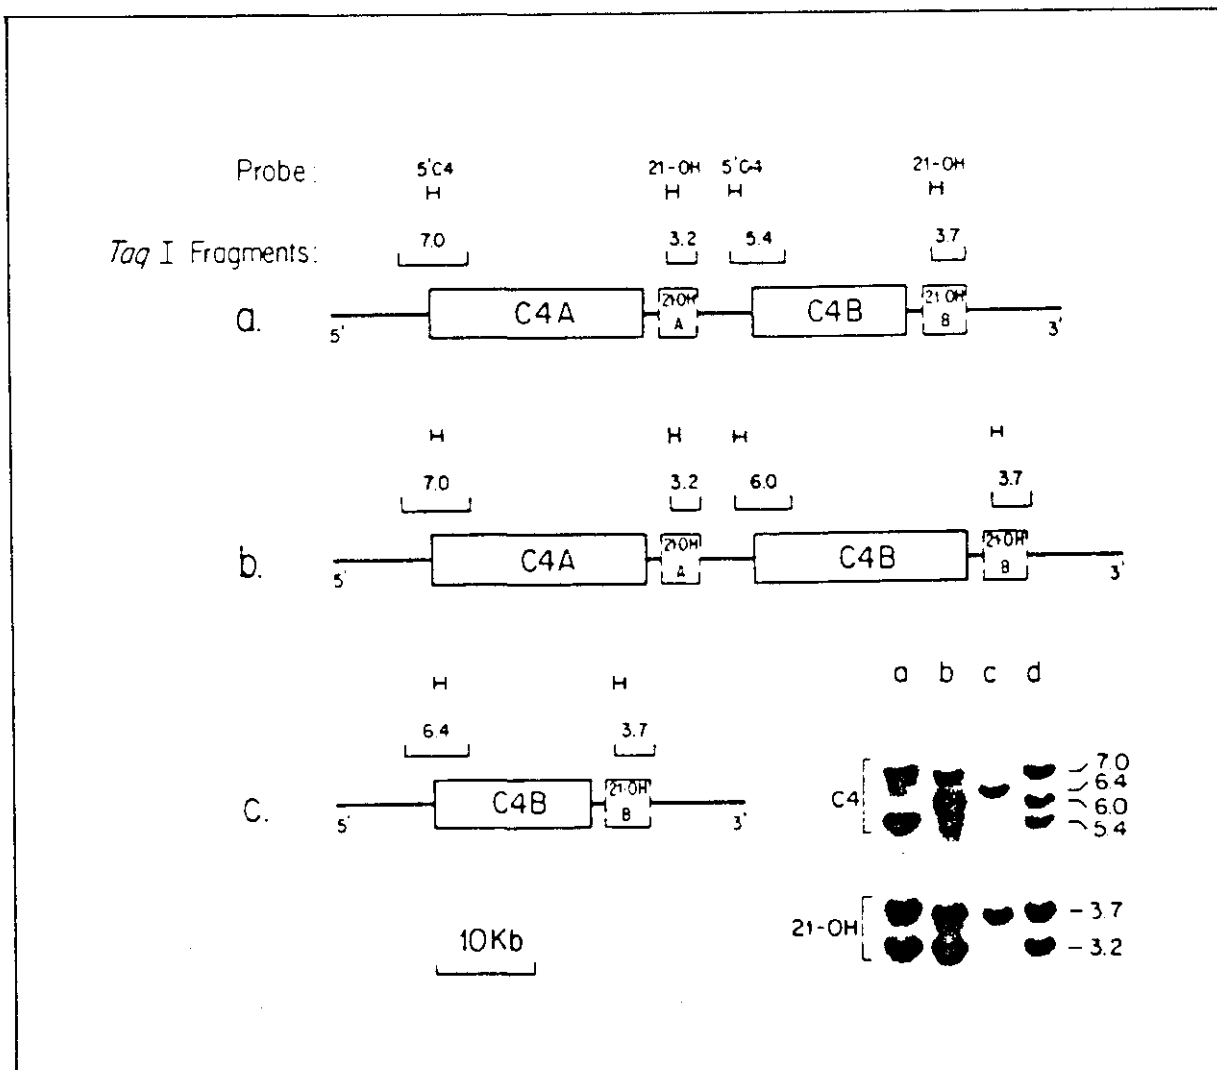 Probe: 5'C4 21-OH 5'C4 21-OH
Taq I Fragments: 7.0 3.2 5.4 3.7
a. 5' C4A 21-OH A C4B 21-OH B 3'
7.0 3.2 6.0 3.7
b. 5' C4A 21-OH A C4B 21-OH B 3'
6.4 3.7
c. 5' C4B 21-OH B 3'
10Kb
a b c d
C4 7.0
6.4
6.0
5.4
21-OH - 3.7
- 3.2